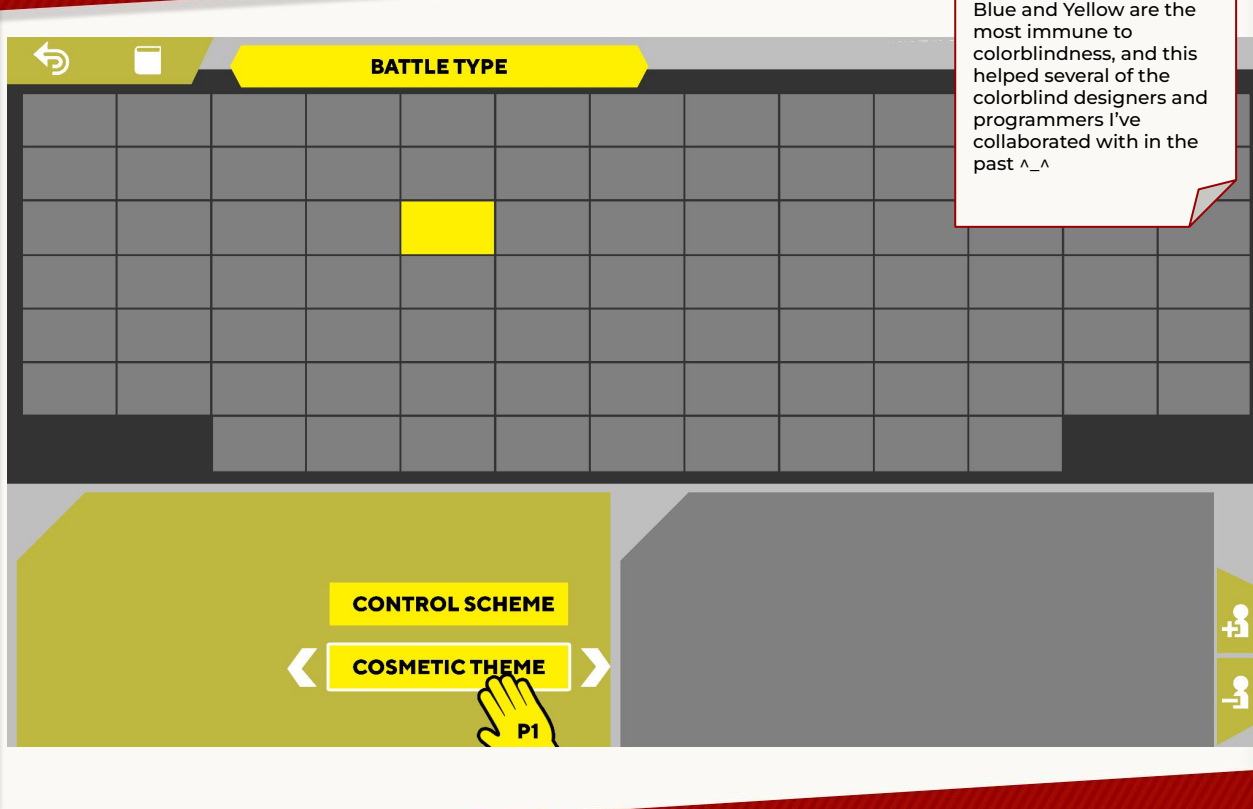 Blue and Yellow are the
most immune to
colorblindness, and this
helped several of the
colorblind designers and
programmers I've
collaborated with in the
past ^_^
BATTLE TYPE
CONTROL SCHEME
COSMETIC THEME
P1